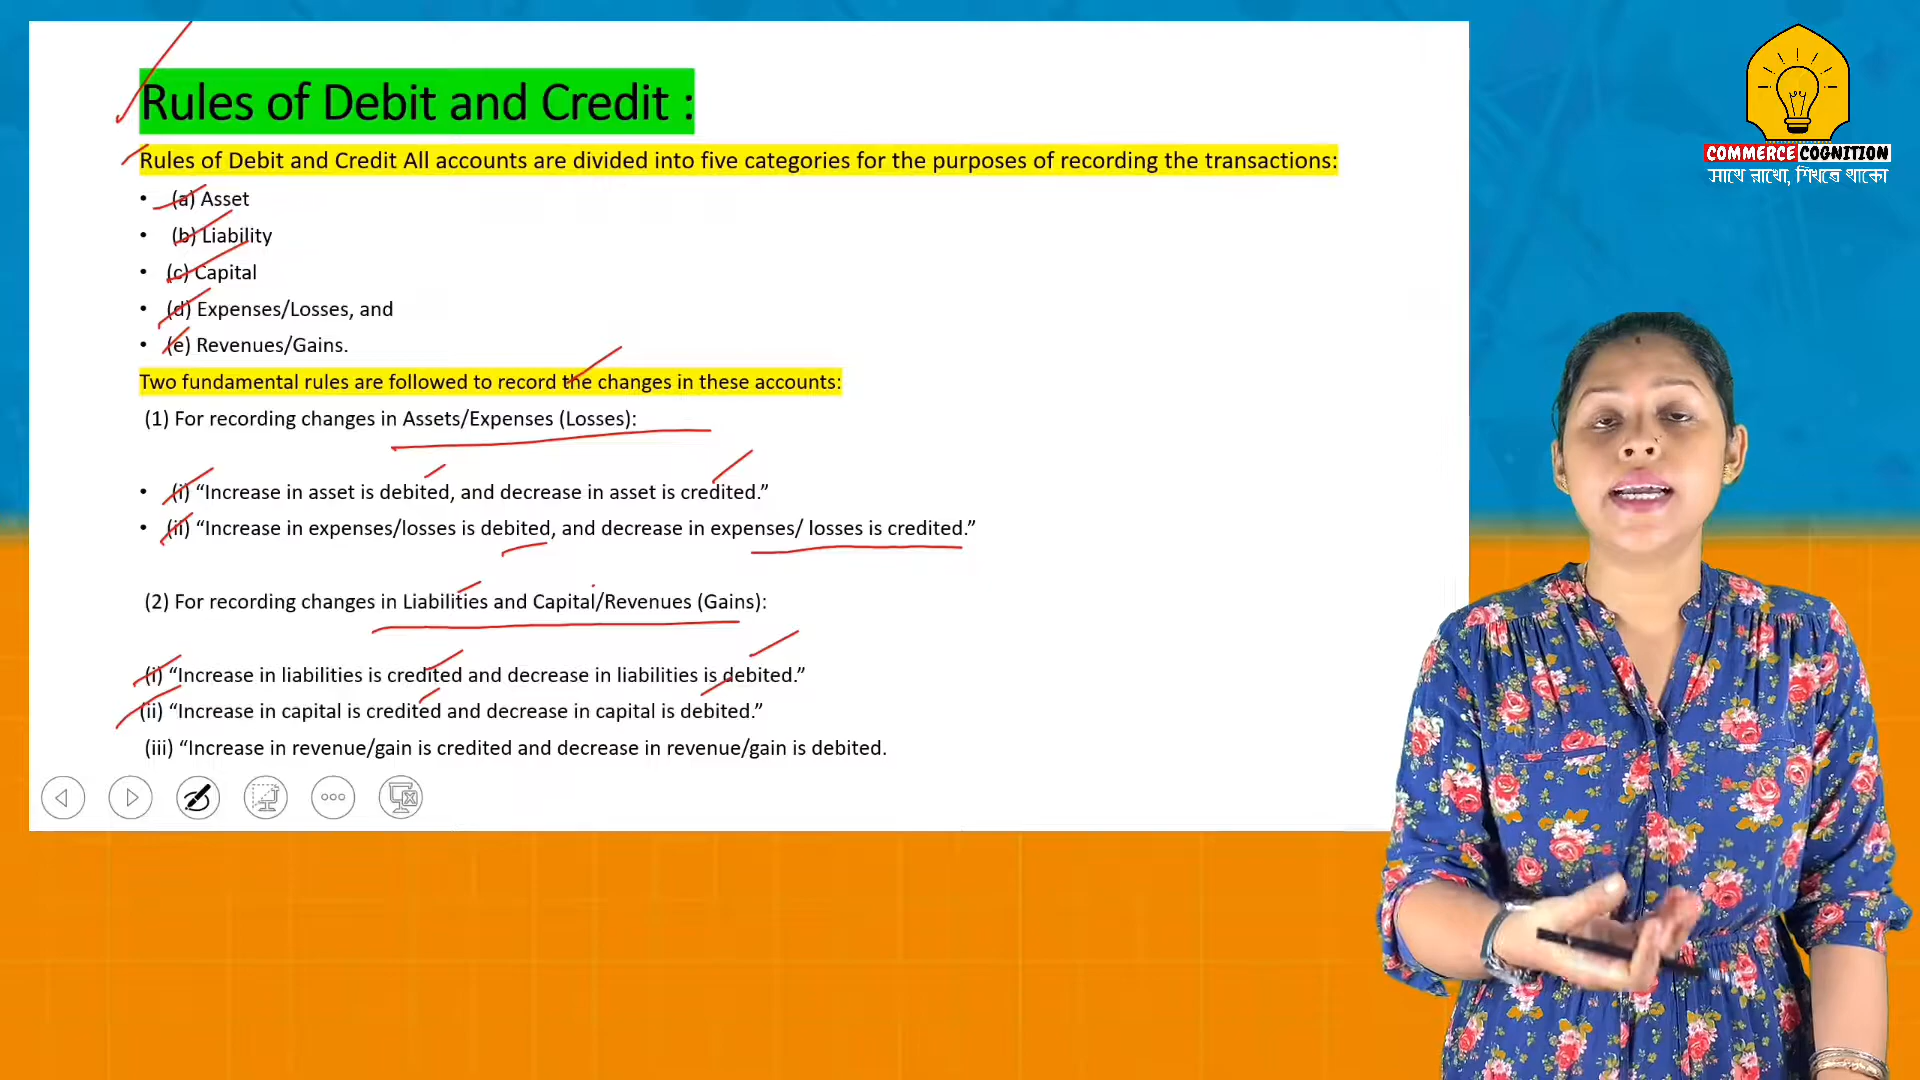 Rules of Debit and Credit :
Rules of Debit and Credit All accounts are divided into five categories for the purposes of recording the transactions:
• (a) Asset
• (b) Liability
• (c) Capital
• (d) Expenses/Losses, and
• (e) Revenues/Gains.
Two fundamental rules are followed to record the changes in these accounts:
(1) For recording changes in Assets/Expenses (Losses):
• (i) “Increase in asset is debited, and decrease in asset is credited.”
• (ii) “Increase in expenses/losses is debited, and decrease in expenses/ losses is credited.”
(2) For recording changes in Liabilities and Capital/Revenues (Gains):
(i) “Increase in liabilities is credited and decrease in liabilities is debited.”
(ii) “Increase in capital is credited and decrease in capital is debited.”
(iii) “Increase in revenue/gain is credited and decrease in revenue/gain is debited.
COMMERCE COGNITION
সাথে রাখো, শিখতে থাকো